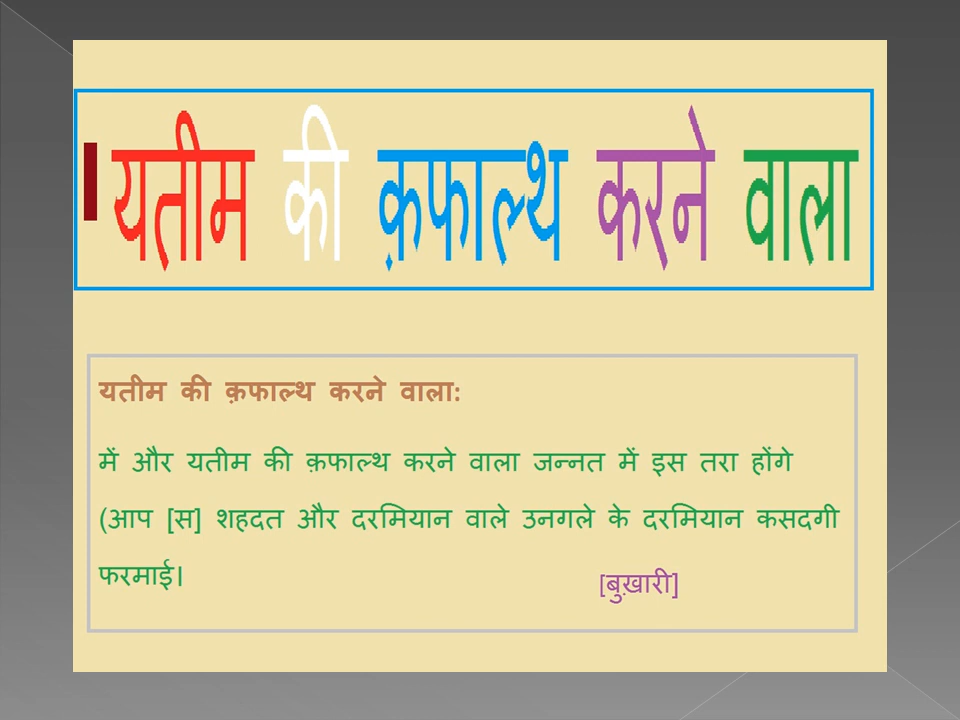 यतीम की क़फाल्थ करने वाला
यतीम की क़फाल्थ करने वाला:
में और यतीम की क़फाल्थ करने वाला जन्नत में इस तरा होंगे
(आप [स] शहदत और दरमियान वाले उनगले के दरमियान कसदगी
फरमाई।
[बुख़ारी]